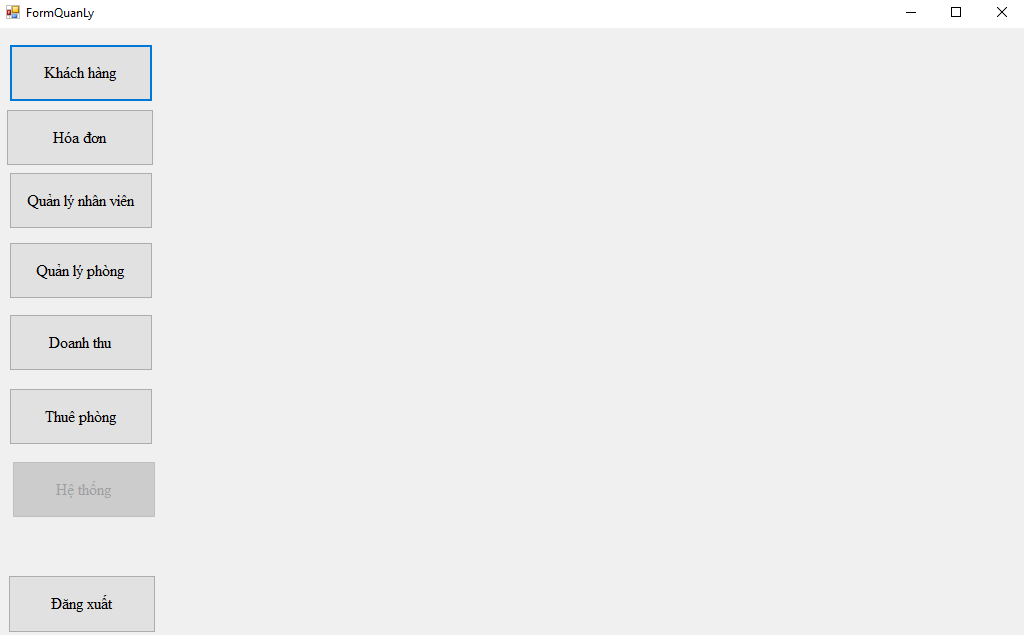 FormQuanLy
Khách hàng
Hóa đơn
Quản lý nhân viên
Quản lý phòng
Doanh thu
Thuê phòng
Hệ thống
Đăng xuất